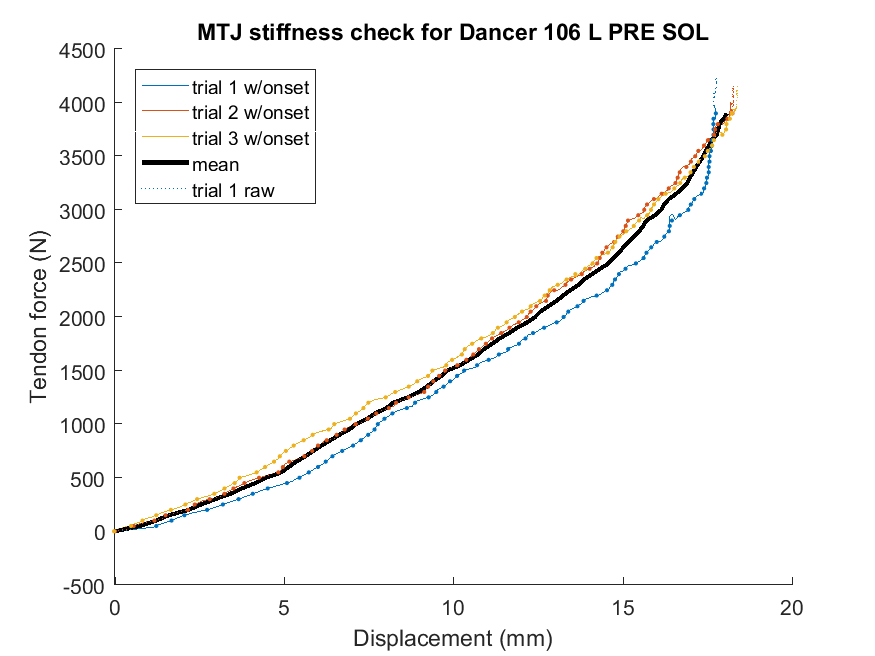 MTJ stiffness check for Dancer 106 L PRE SOL
4500
4000
3500
3000
2500
2000
1500
1000
500
0
-500
trial 1 w/onset
trial 2 w/onset
trial 3 w/onset
mean
trial 1 raw
Tendon force (N)
0 5 10 15 20
Displacement (mm)